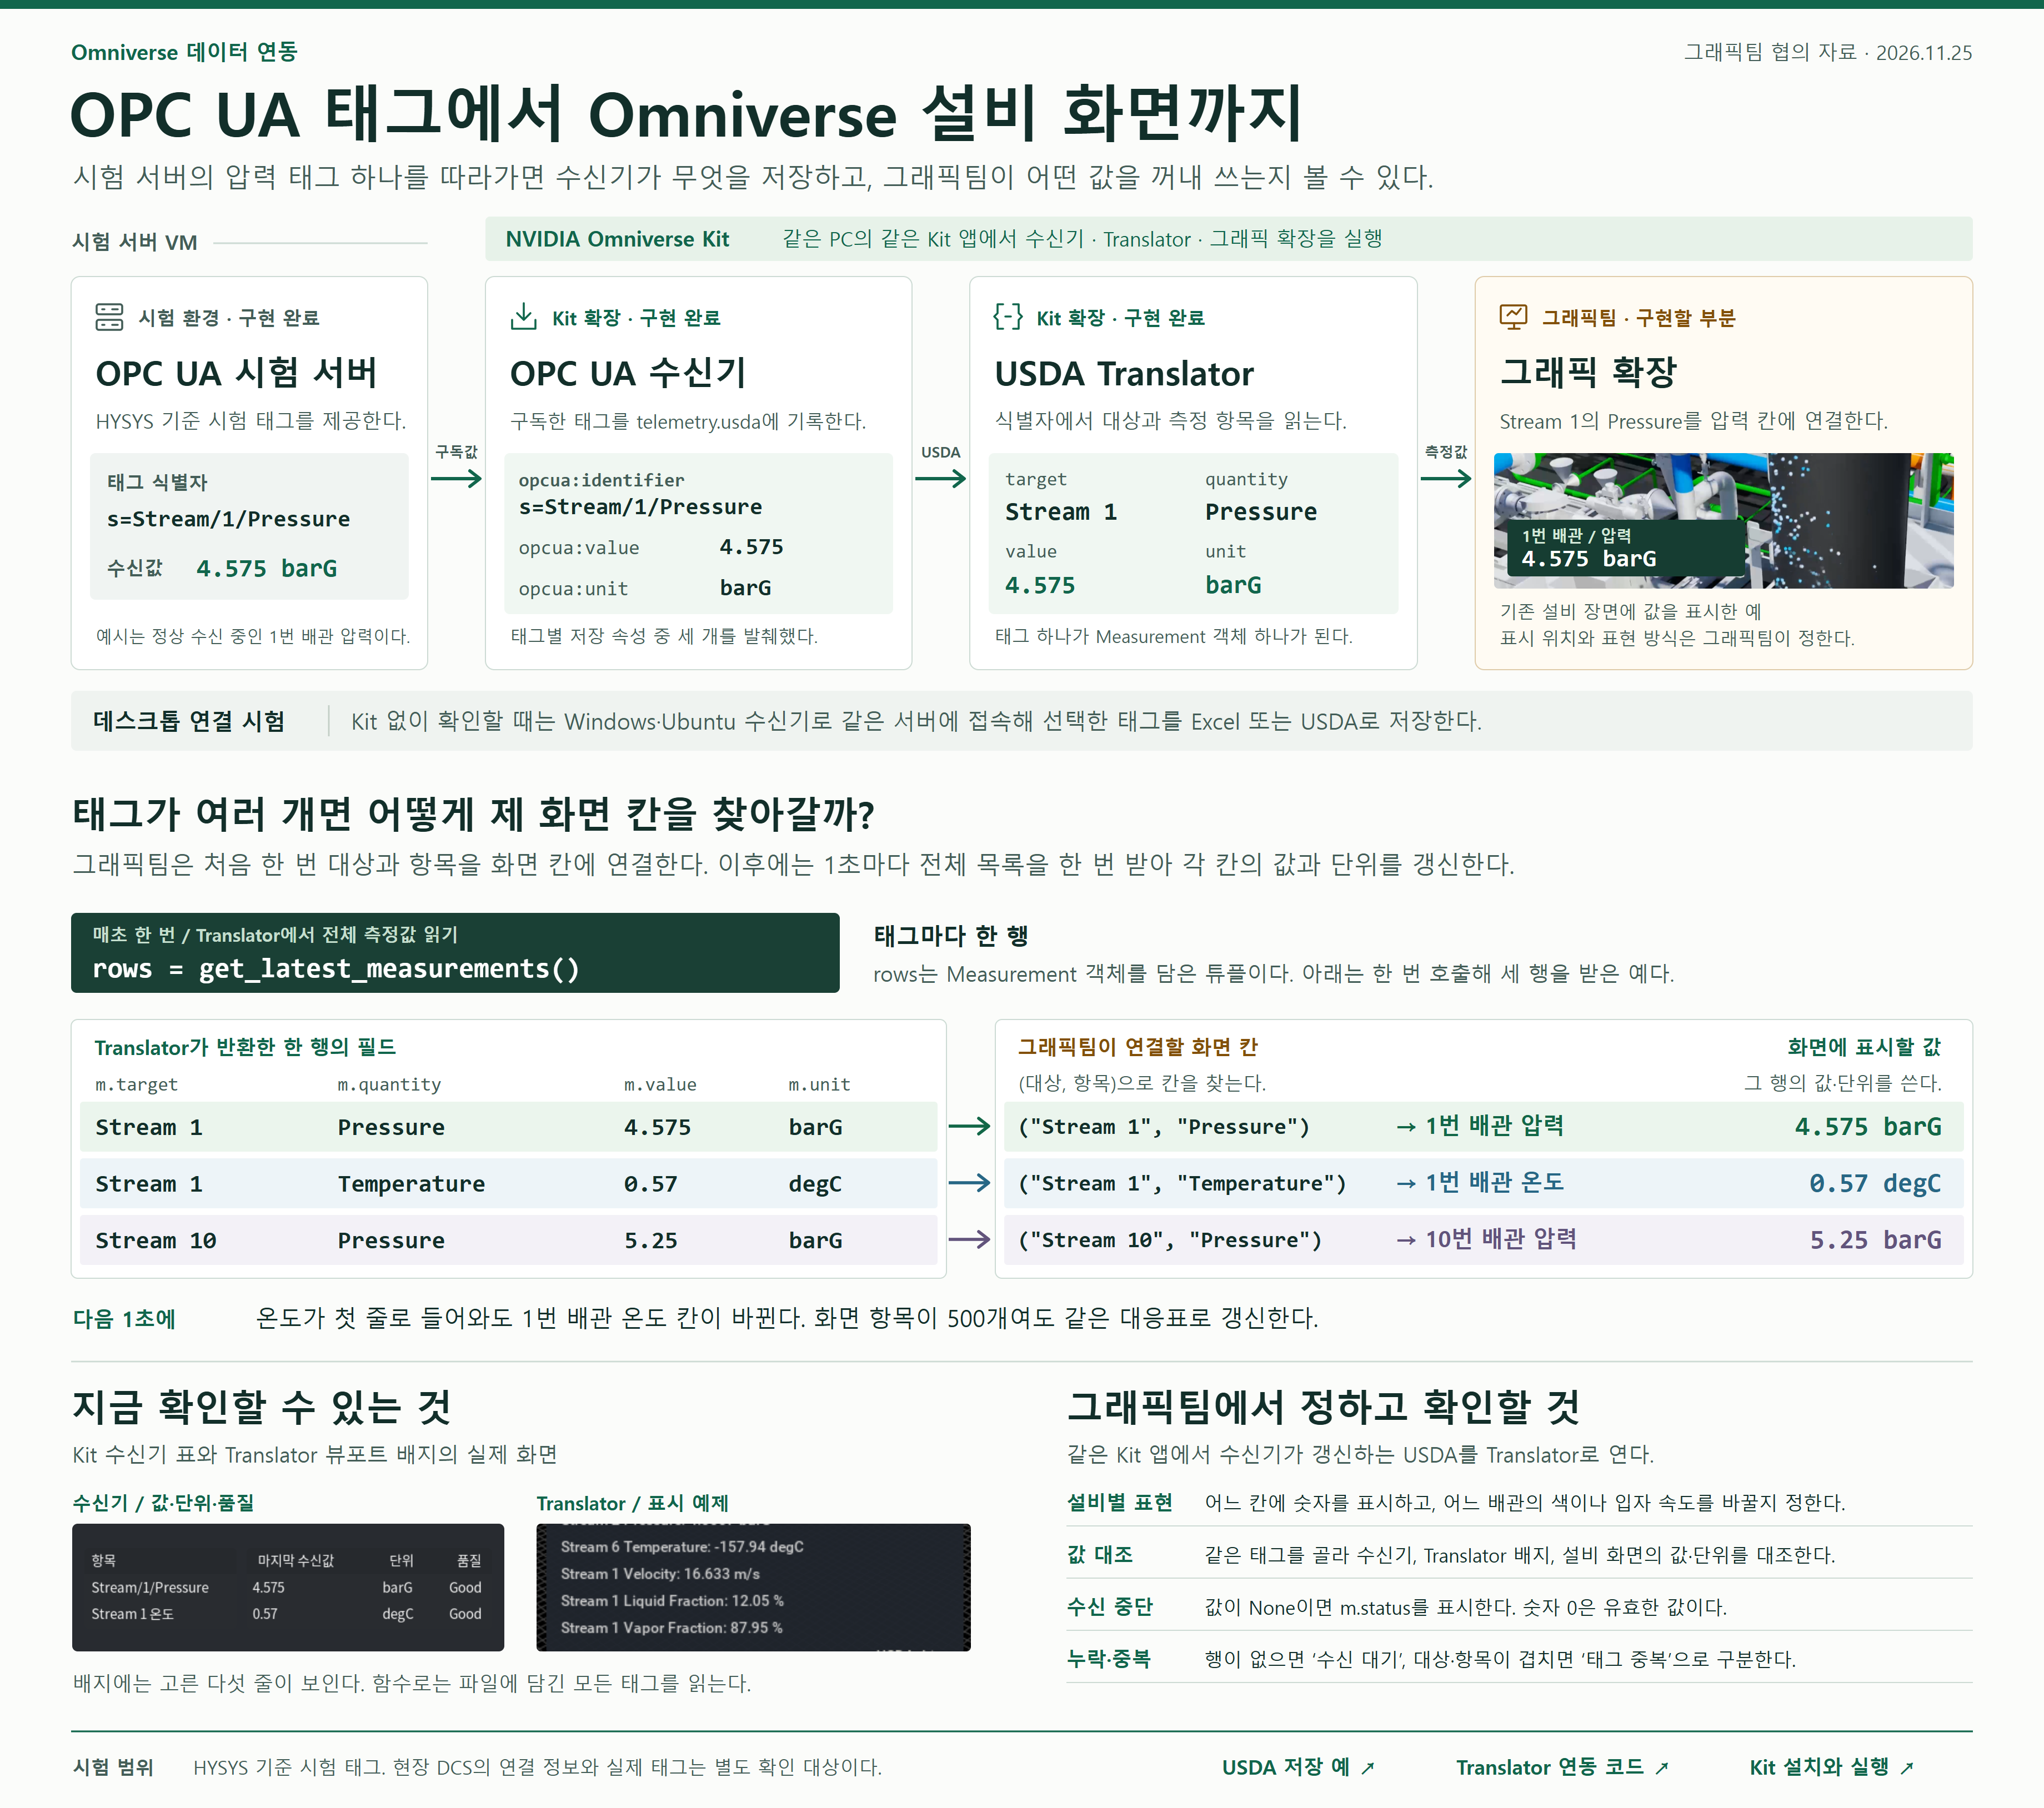 Omniverse 데이터 연동
그래픽팀 협의 자료 · 2026.11.25
OPC UA 태그에서 Omniverse 설비 화면까지
시험 서버의 압력 태그 하나를 따라가면 수신기가 무엇을 저장하고, 그래픽팀이 어떤 값을 꺼내 쓰는지 볼 수 있다.
시험 서버 VM
NVIDIA Omniverse Kit 같은 PC의 같은 Kit 앱에서 수신기 · Translator · 그래픽 확장을 실행
시험 환경 · 구현 완료
OPC UA 시험 서버
HYSYS 기준 시험 태그를 제공한다.
태그 식별자
s=Stream/1/Pressure
수신값 4.575 barG
예시는 정상 수신 중인 1번 배관 압력이다.
구독값
Kit 확장 · 구현 완료
OPC UA 수신기
구독한 태그를 telemetry.usda에 기록한다.
opcua:identifier
s=Stream/1/Pressure
opcua:value 4.575
opcua:unit barG
태그별 저장 속성 중 세 개를 발췌했다.
USDA
Kit 확장 · 구현 완료
USDA Translator
식별자에서 대상과 측정 항목을 읽는다.
target quantity
Stream 1 Pressure
value unit
4.575 barG
태그 하나가 Measurement 객체 하나가 된다.
측정값
그래픽팀 · 구현할 부분
그래픽 확장
Stream 1의 Pressure를 압력 칸에 연결한다.
1번 배관 / 압력
4.575 barG
기존 설비 장면에 값을 표시한 예
표시 위치와 표현 방식은 그래픽팀이 정한다.
데스크톱 연결 시험 Kit 없이 확인할 때는 Windows·Ubuntu 수신기로 같은 서버에 접속해 선택한 태그를 Excel 또는 USDA로 저장한다.
태그가 여러 개면 어떻게 제 화면 칸을 찾아갈까?
그래픽팀은 처음 한 번 대상과 항목을 화면 칸에 연결한다. 이후에는 1초마다 전체 목록을 한 번 받아 각 칸의 값과 단위를 갱신한다.
매초 한 번 / Translator에서 전체 측정값 읽기
rows = get_latest_measurements()
태그마다 한 행
rows는 Measurement 객체를 담은 튜플이다. 아래는 한 번 호출해 세 행을 받은 예다.
Translator가 반환한 한 행의 필드
m.target m.quantity m.value m.unit
Stream 1 Pressure 4.575 barG
Stream 1 Temperature 0.57 degC
Stream 10 Pressure 5.25 barG
그래픽팀이 연결할 화면 칸 화면에 표시할 값
(대상, 항목)으로 칸을 찾는다. 그 행의 값·단위를 쓴다.
("Stream 1", "Pressure") → 1번 배관 압력 4.575 barG
("Stream 1", "Temperature") → 1번 배관 온도 0.57 degC
("Stream 10", "Pressure") → 10번 배관 압력 5.25 barG
다음 1초에 온도가 첫 줄로 들어와도 1번 배관 온도 칸이 바뀐다. 화면 항목이 500개여도 같은 대응표로 갱신한다.
지금 확인할 수 있는 것
Kit 수신기 표와 Translator 뷰포트 배지의 실제 화면
수신기 / 값·단위·품질
항목 마지막 수신값 단위 품질
Stream/1/Pressure 4.575 barG Good
Stream 1 온도 0.57 degC Good
Translator / 표시 예제
Stream 6 Temperature: -157.94 degC
Stream 1 Velocity: 16.633 m/s
Stream 1 Liquid Fraction: 12.05 %
Stream 1 Vapor Fraction: 87.95 %
배지에는 고른 다섯 줄이 보인다. 함수로는 파일에 담긴 모든 태그를 읽는다.
그래픽팀에서 정하고 확인할 것
같은 Kit 앱에서 수신기가 갱신하는 USDA를 Translator로 연다.
설비별 표현 어느 칸에 숫자를 표시하고, 어느 배관의 색이나 입자 속도를 바꿀지 정한다.
값 대조 같은 태그를 골라 수신기, Translator 배지, 설비 화면의 값·단위를 대조한다.
수신 중단 값이 None이면 m.status를 표시한다. 숫자 0은 유효한 값이다.
누락·중복 행이 없으면 ‘수신 대기’, 대상·항목이 겹치면 ‘태그 중복’으로 구분한다.
시험 범위 HYSYS 기준 시험 태그. 현장 DCS의 연결 정보와 실제 태그는 별도 확인 대상이다.
USDA 저장 예 ↗ Translator 연동 코드 ↗ Kit 설치와 실행 ↗